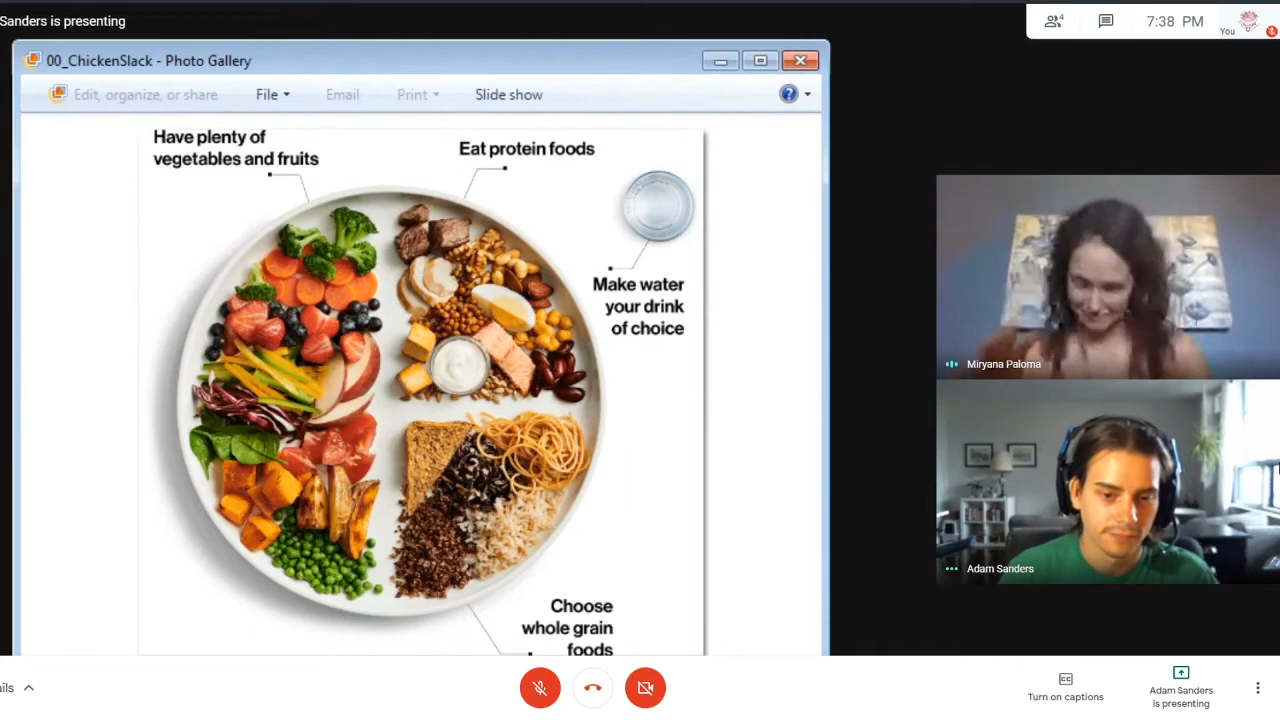 Sanders is presenting
4
7:38 PM
You
00_ChickenSlack - Photo Gallery
Edit, organize, or share
File
Email
Print
Slide show
?
Have plenty of
vegetables and fruits
Eat protein foods
Make water
your drink
of choice
Choose
whole grain
foods
Miryana Paloma
Adam Sanders
ails
CC
Turn on captions
Adam Sanders
is presenting